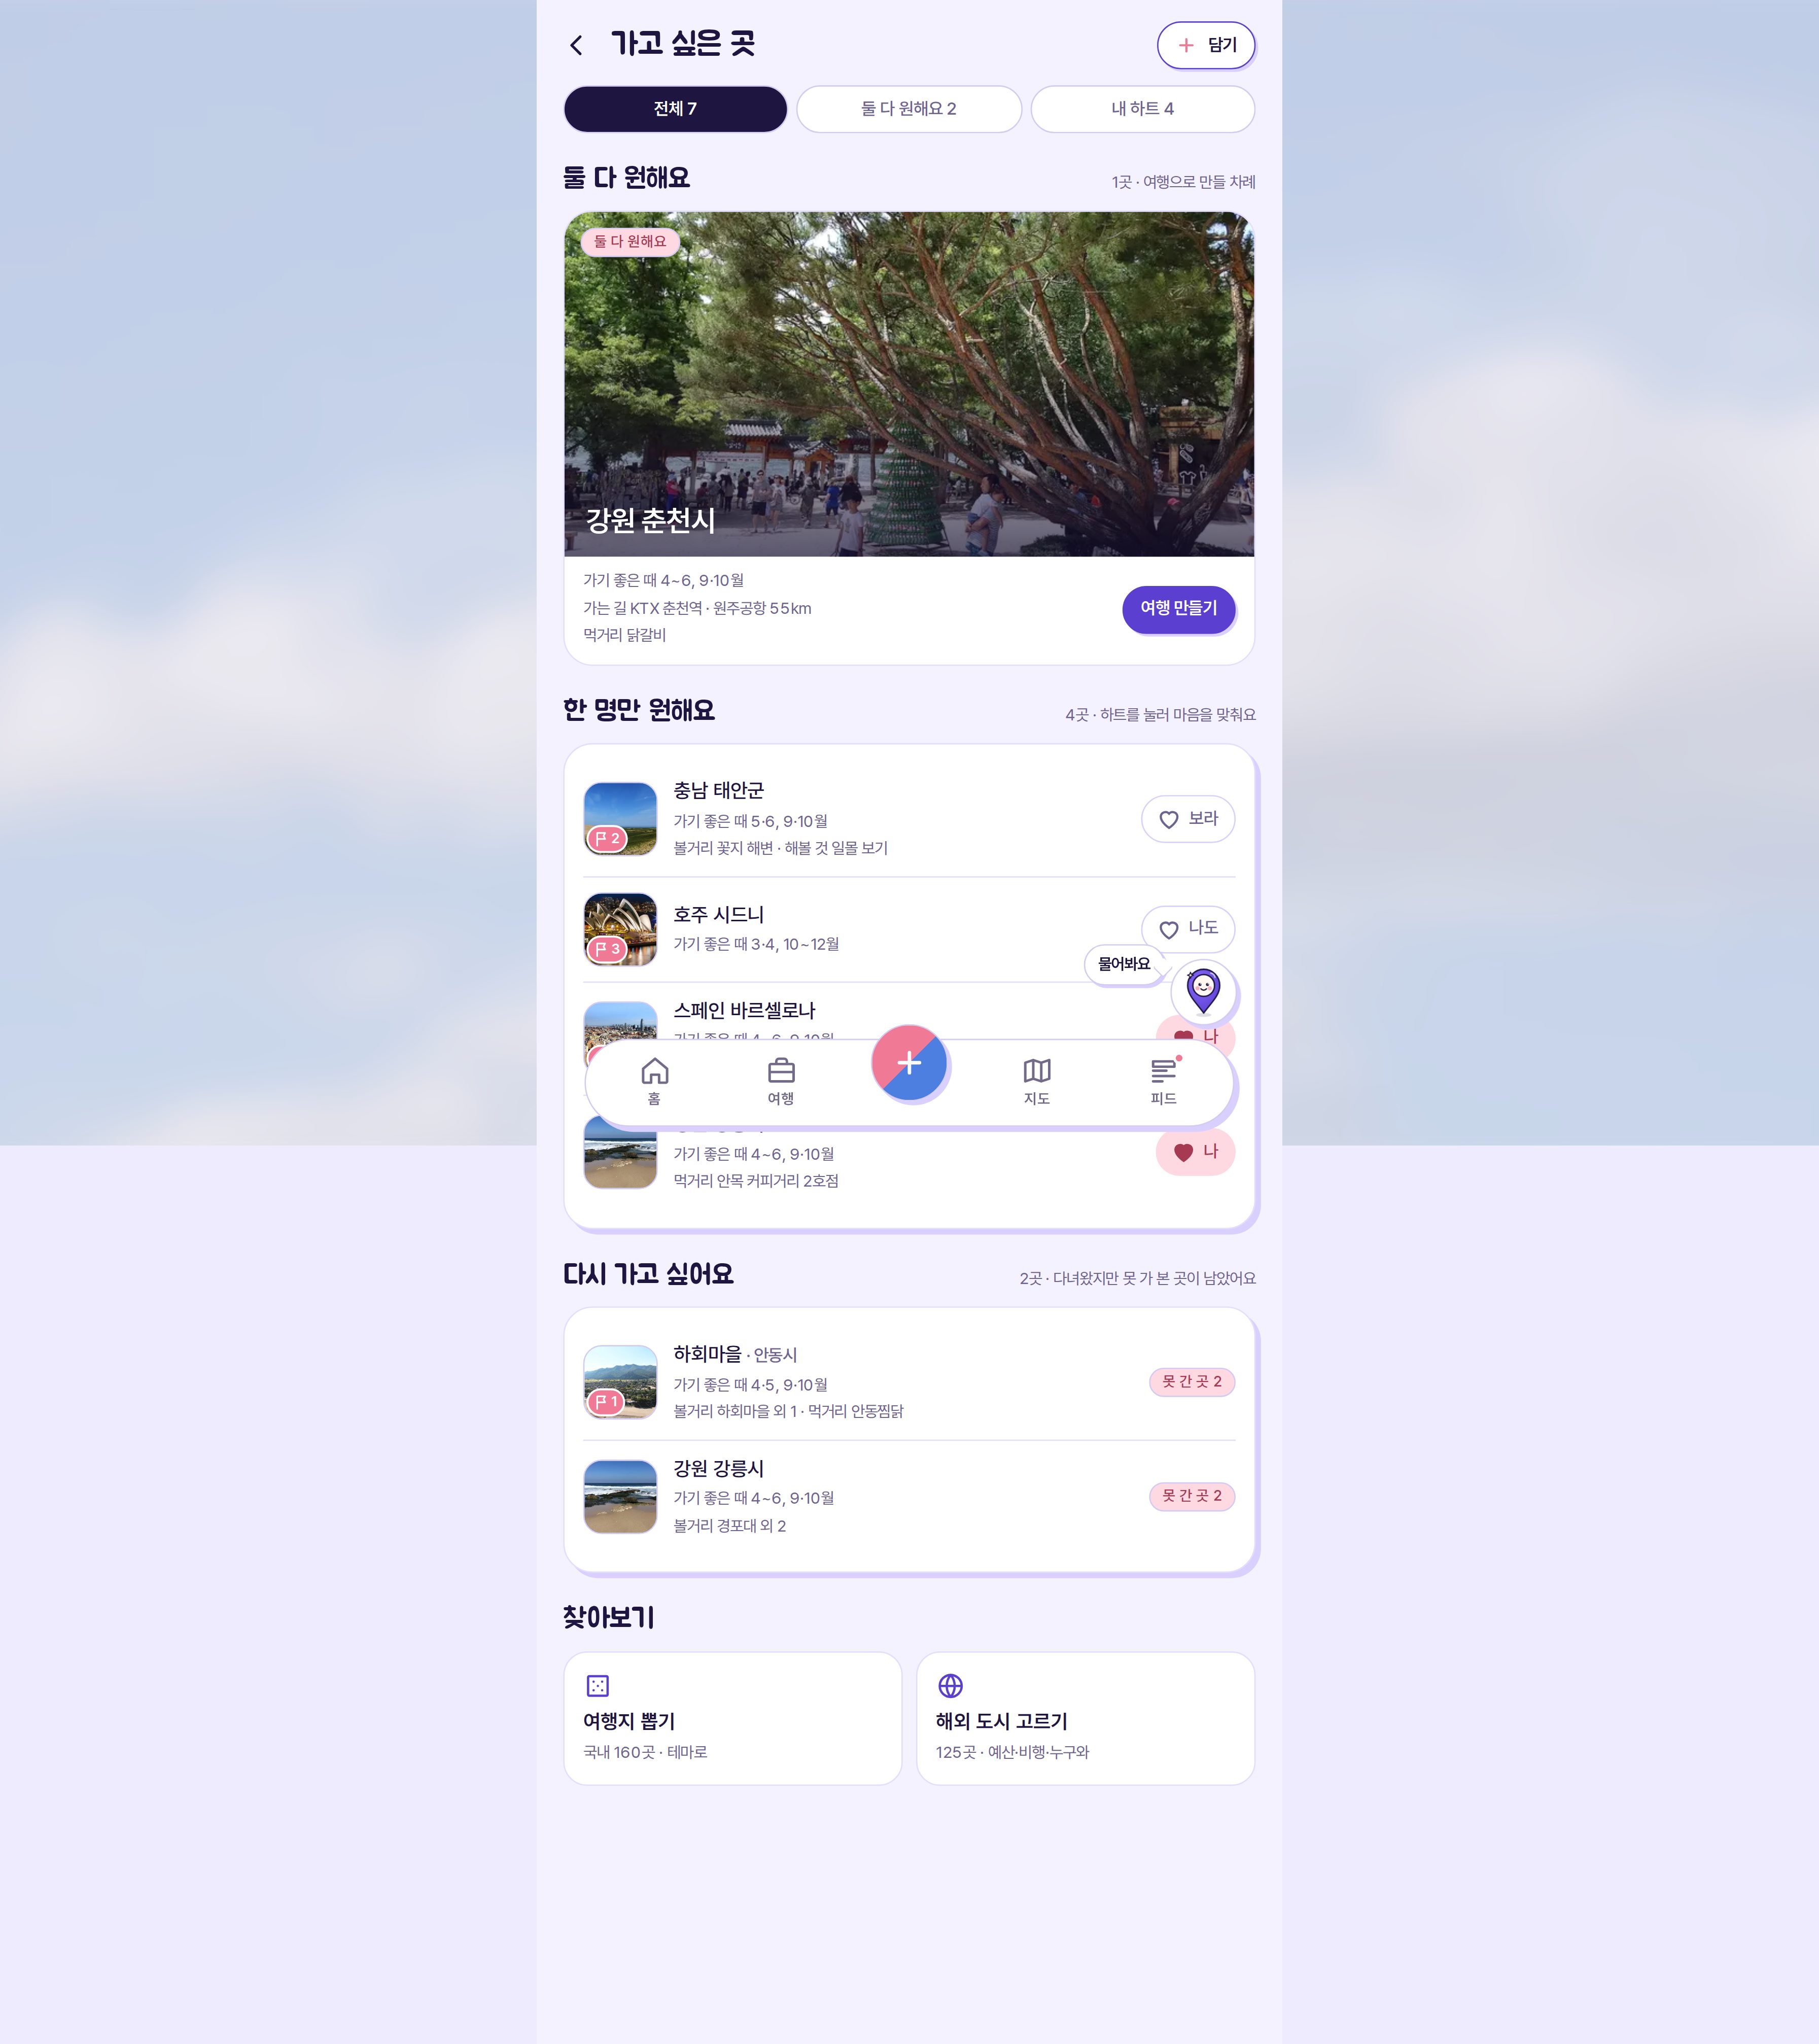 가고 싶은 곳
담기
전체 7
둘 다 원해요 2
내 하트 4
둘 다 원해요
1곳 · 여행으로 만들 차례
둘 다 원해요
강원 춘천시
가기 좋은 때 4~6, 9·10월
가는 길 KTX 춘천역 · 원주공항 55km
먹거리 닭갈비
여행 만들기
한 명만 원해요
4곳 · 하트를 눌러 마음을 맞춰요
충남 태안군
가기 좋은 때 5·6, 9·10월
볼거리 꽃지 해변 · 해볼 것 일몰 보기
2
보라
호주 시드니
가기 좋은 때 3·4, 10~12월
3
나도
물어봐요
스페인 바르셀로나
나
홈
여행
지도
피드
가기 좋은 때 4~6, 9·10월
먹거리 안목 커피거리 2호점
나
다시 가고 싶어요
2곳 · 다녀왔지만 못 가 본 곳이 남았어요
하회마을 · 안동시
가기 좋은 때 4·5, 9·10월
볼거리 하회마을 외 1 · 먹거리 안동찜닭
1
못 간 곳 2
강원 강릉시
가기 좋은 때 4~6, 9·10월
볼거리 경포대 외 2
못 간 곳 2
찾아보기
여행지 뽑기
국내 160곳 · 테마로
해외 도시 고르기
125곳 · 예산·비행·누구와